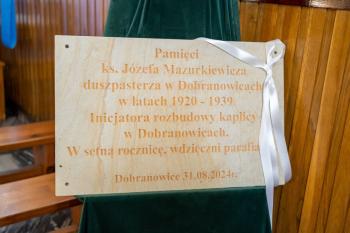 Pamięci
ks. Józefa Mazurkiewicza
duszpasterza w Dobranowicach
w latach 1920 - 1939.
Inicjatora rozbudowy kaplicy
w Dobranowicach.
W setną rocznicę, wdzięczni
Dobranowice 31.08.2024r.